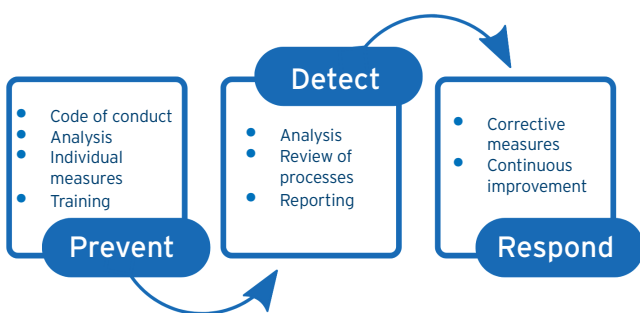 • Code of conduct
• Analysis
• Individual
measures
• Training
Prevent
Detect
• Analysis
• Review of
processes
• Reporting
• Corrective
measures
• Continuous
improvement
Respond